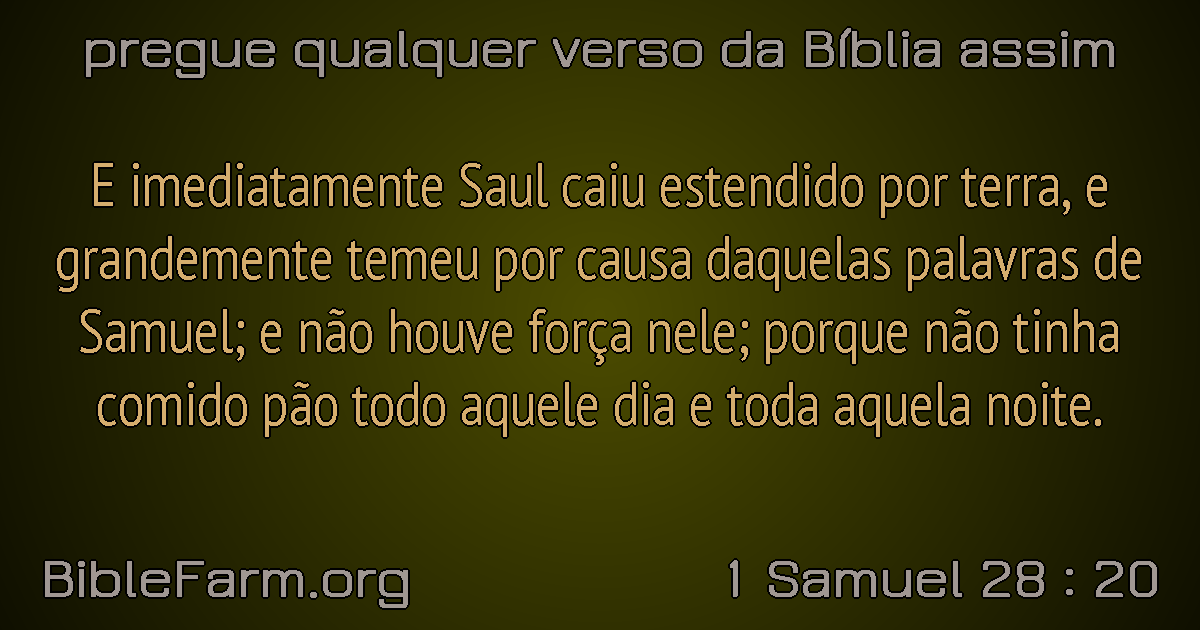 pregue qualquer verso da Bíblia assim
E imediatamente Saul caiu estendido por terra, e
grandemente temeu por causa daquelas palavras de
Samuel; e não houve força nele; porque não tinha
comido pão todo aquele dia e toda aquela noite.
BibleFarm.org
1 Samuel 28 : 20